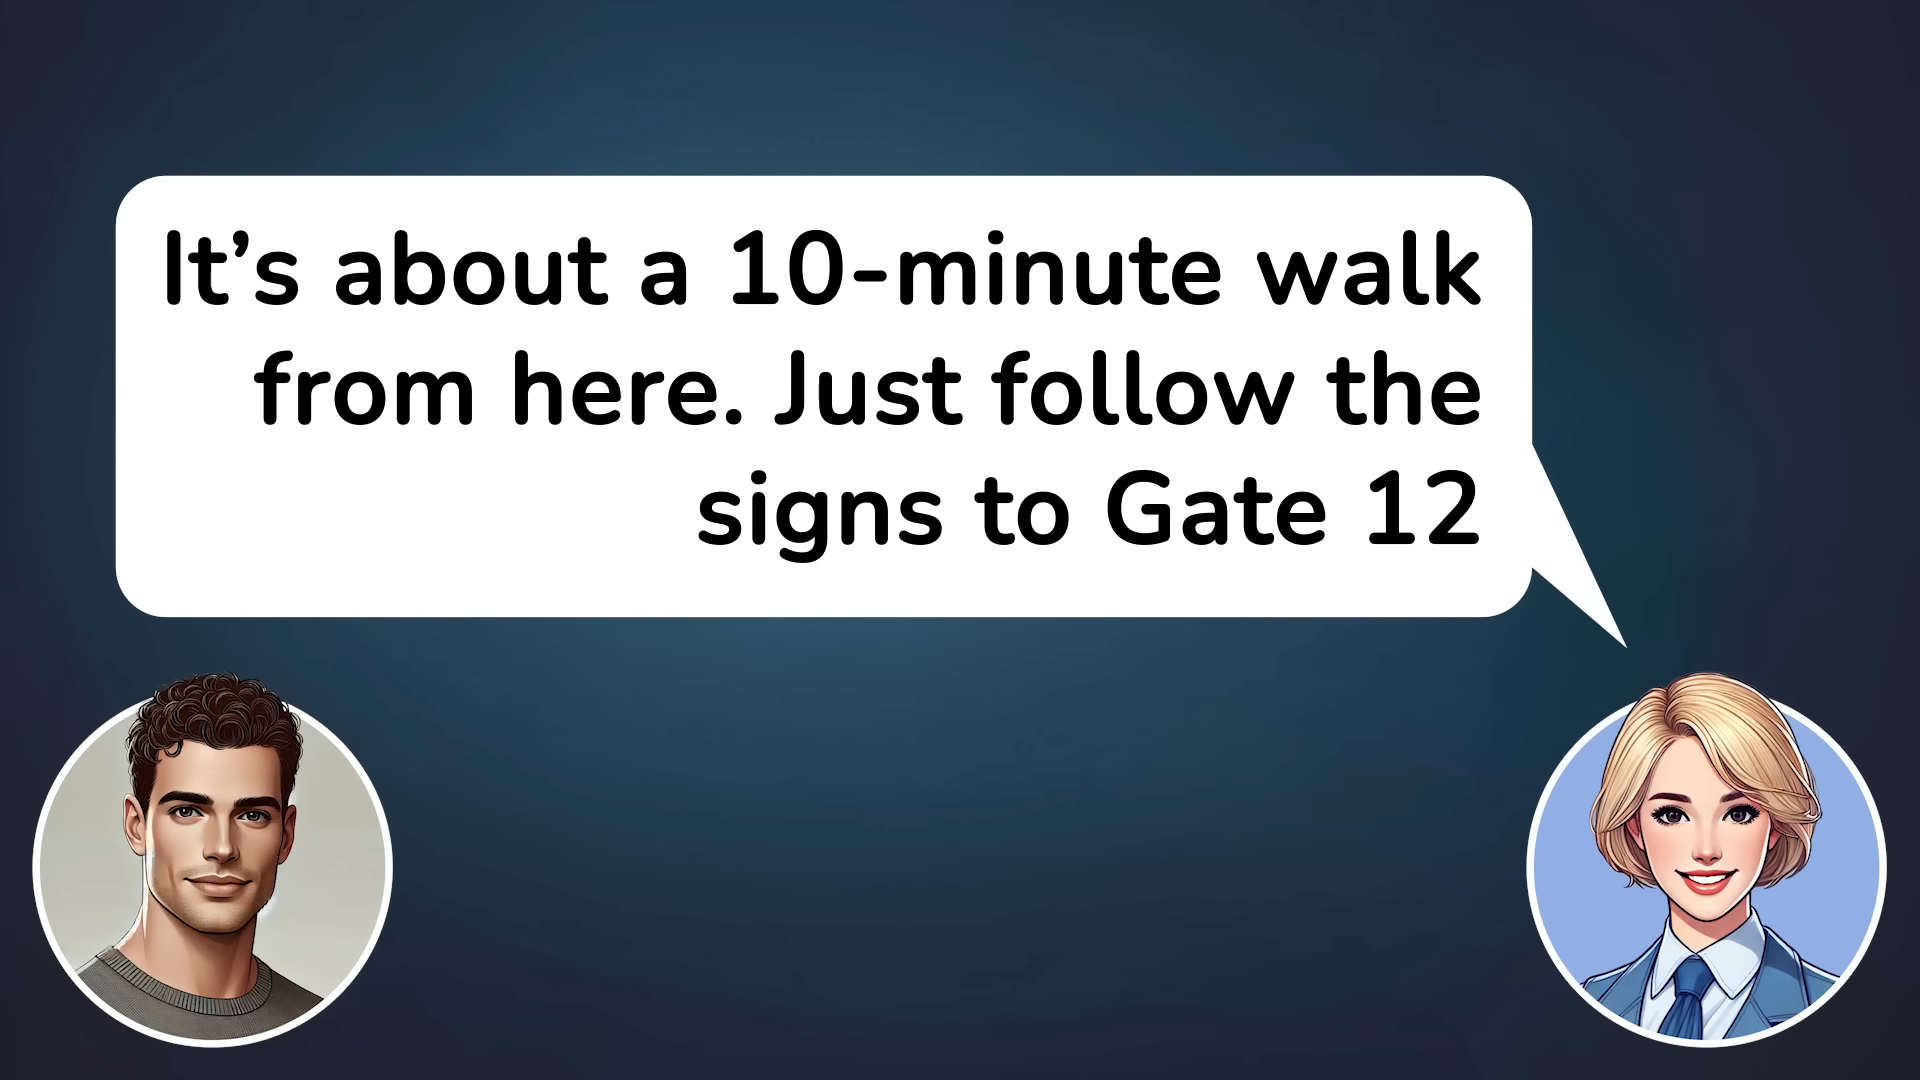 It’s about a 10-minute walk
from here. Just follow the
signs to Gate 12